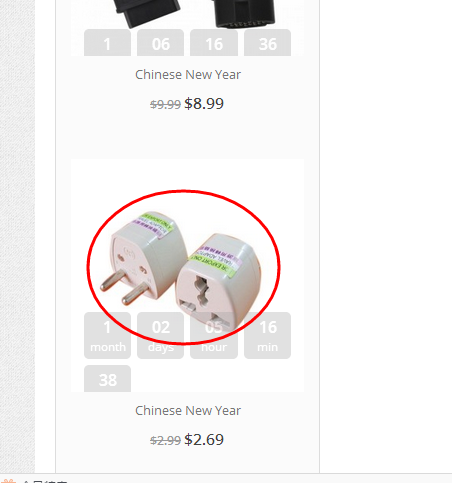 1 06 16 36
Chinese New Year
$9.99 $8.99
1 02 05 16
month days hour min
38
Chinese New Year
$2.99 $2.69